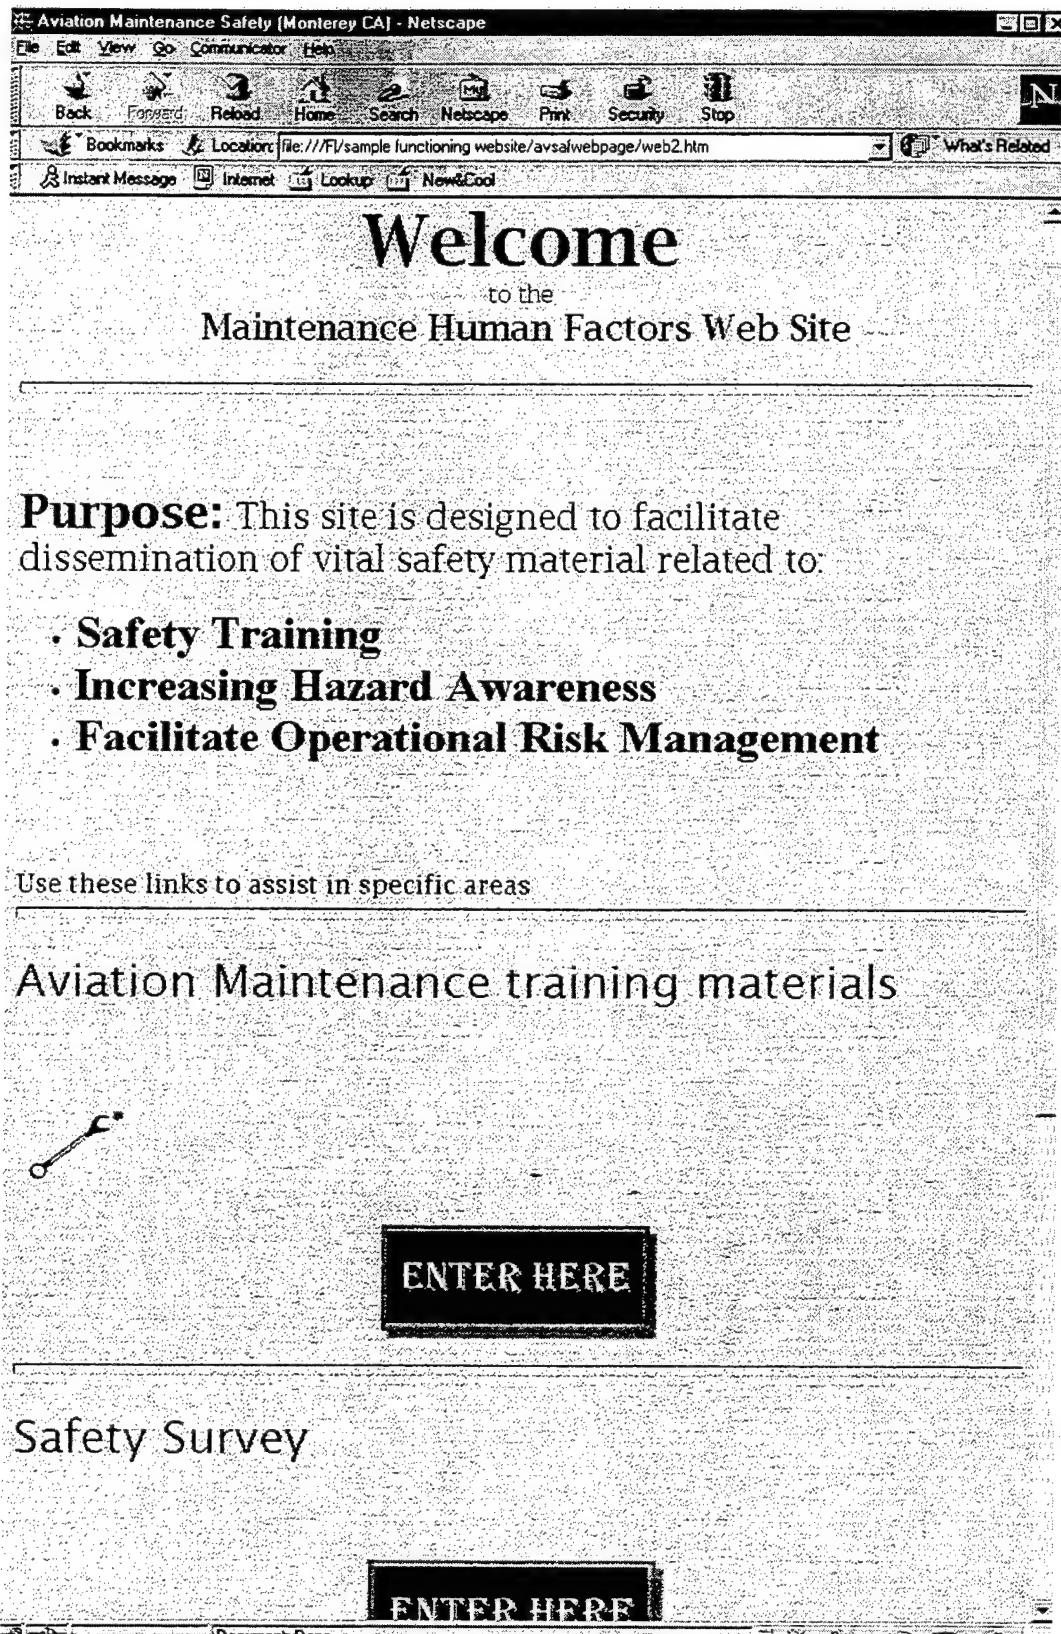 Aviation Maintenance Safety (Monterey CA) - Netscape
File Edit View Go Communicator Help
Back Forward Reload Home Search Netscape Print Security Stop
N
Bookmarks Location: file:///F|/sample functioning website/avsafwebpage/web2.htm What's Related
Instant Message Internet Lookup New&Cool
Welcome
to the
Maintenance Human Factors Web Site
Purpose: This site is designed to facilitate
dissemination of vital safety material related to:
· Safety Training
· Increasing Hazard Awareness
· Facilitate Operational Risk Management
Use these links to assist in specific areas
Aviation Maintenance training materials
ENTER HERE
Safety Survey
ENTER HERE